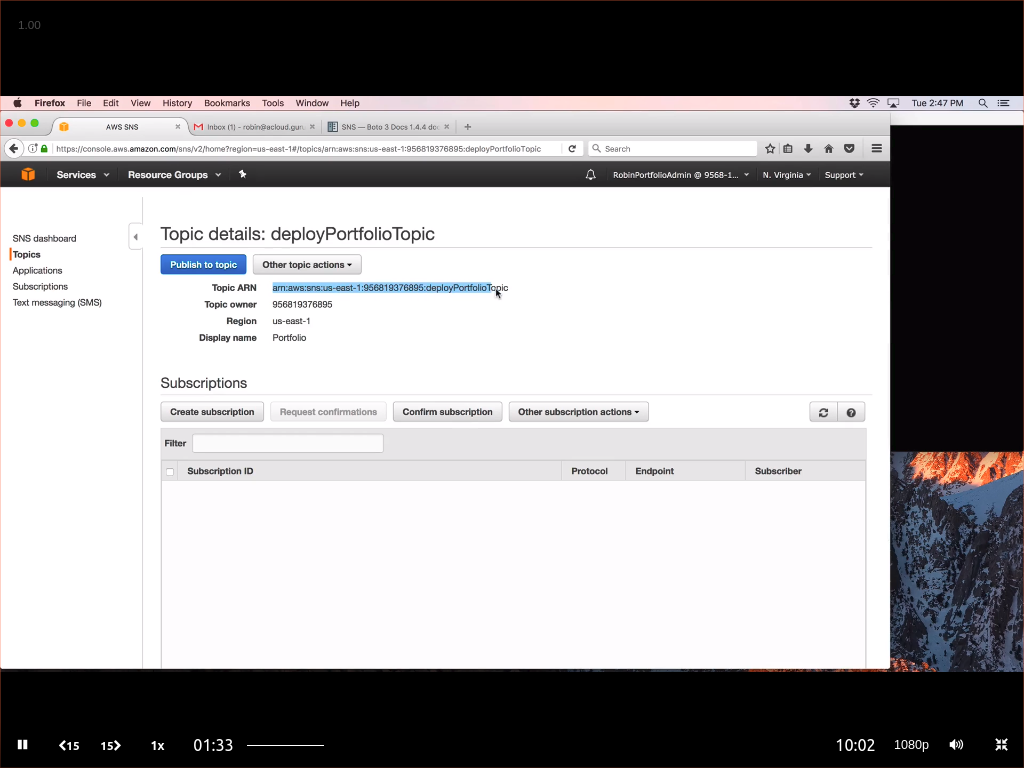 1.00
Firefox File Edit View History Bookmarks Tools Window Help Tue 2:47 PM
AWS SNS Inbox (1) - robin@acloud.gur SNS — Boto 3 Docs 1.4.4 doc
https://console.aws.amazon.com/sns/v2/home?region=us-east-1#/topics/arn:aws:sns:us-east-1:956819376895:deployPortfolioTopic Search
Services Resource Groups RobinPortfolioAdmin @ 9568-1... N. Virginia Support
SNS dashboard
Topics
Applications
Subscriptions
Text messaging (SMS)
Topic details: deployPortfolioTopic
Publish to topic Other topic actions
Topic ARN arn:aws:sns:us-east-1:956819376895:deployPortfolioTopic
Topic owner 956819376895
Region us-east-1
Display name Portfolio
Subscriptions
Create subscription Request confirmations Confirm subscription Other subscription actions
Filter
Subscription ID Protocol Endpoint Subscriber
15 15 1x 01:33 10:02 1080p